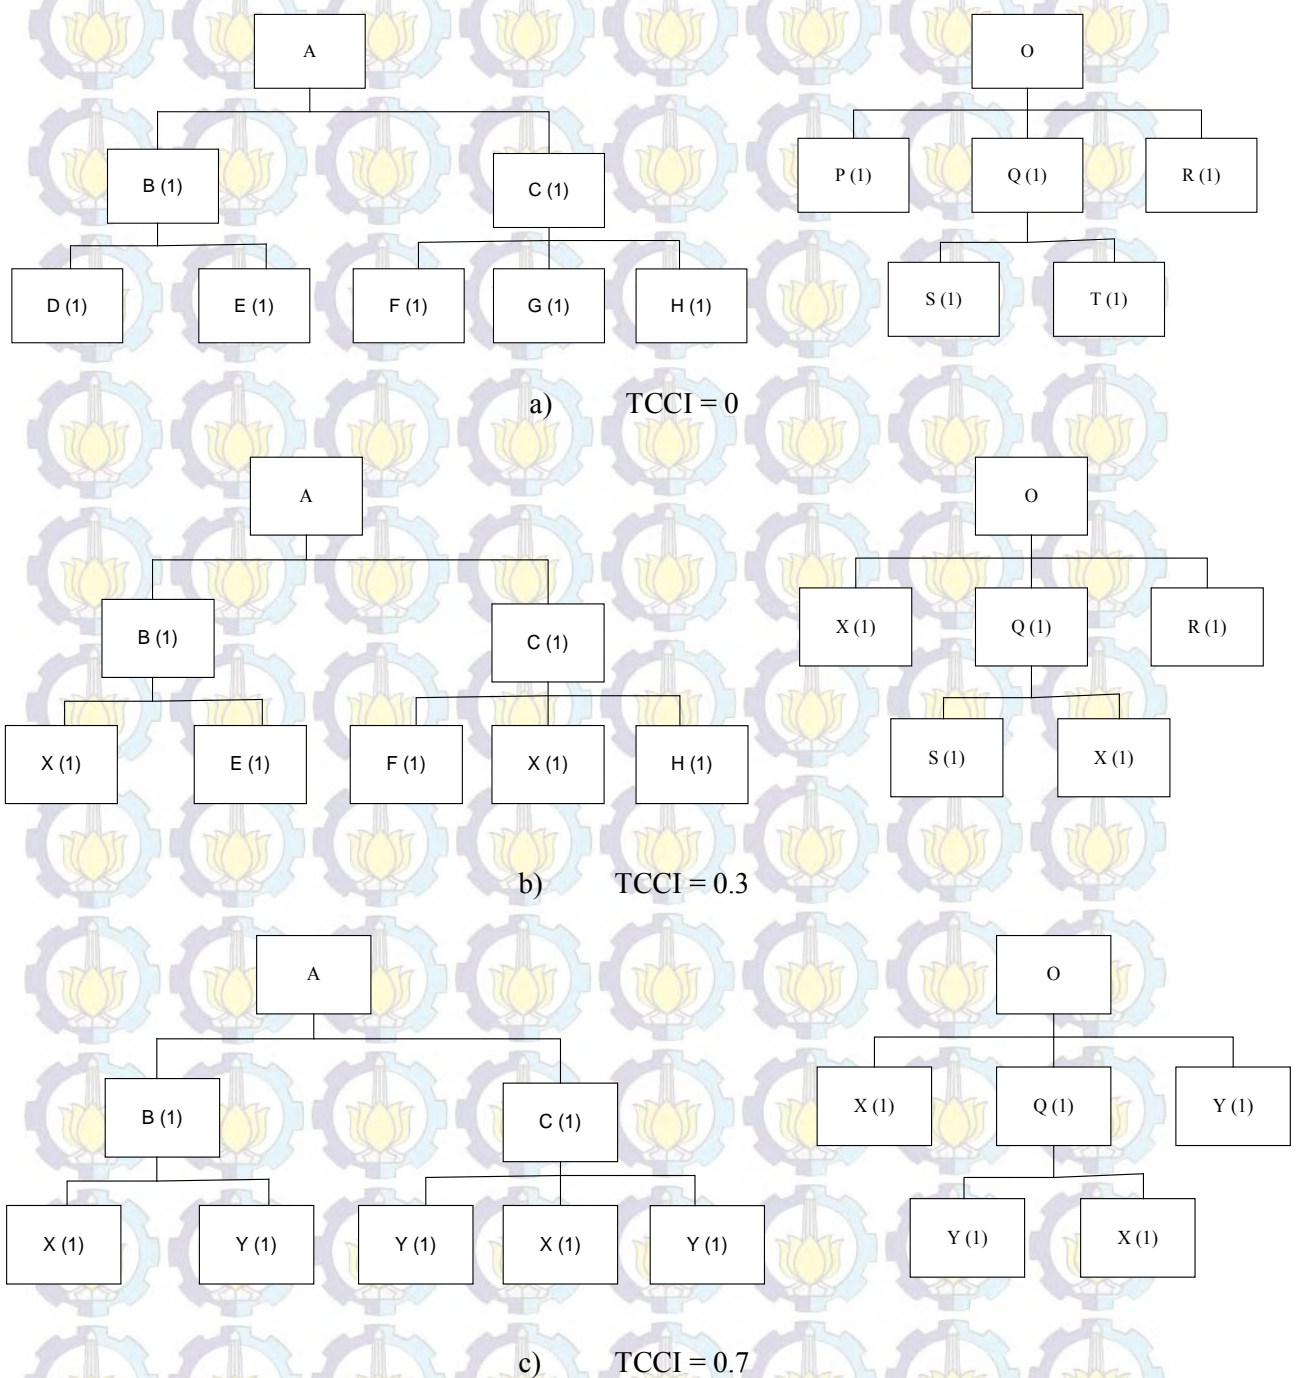 A O
P (1) Q (1) R (1)
B (1) C (1)
D (1) E (1) F (1) G (1) H (1) S (1) T (1)
a) TCCI = 0
A O
X (1) Q (1) R (1)
B (1) C (1)
X (1) E (1) F (1) X (1) H (1) S (1) X (1)
b) TCCI = 0.3
A O
X (1) Q (1) Y (1)
B (1) C (1)
X (1) Y (1) Y (1) X (1) Y (1) Y (1) X (1)
c) TCCI = 0.7